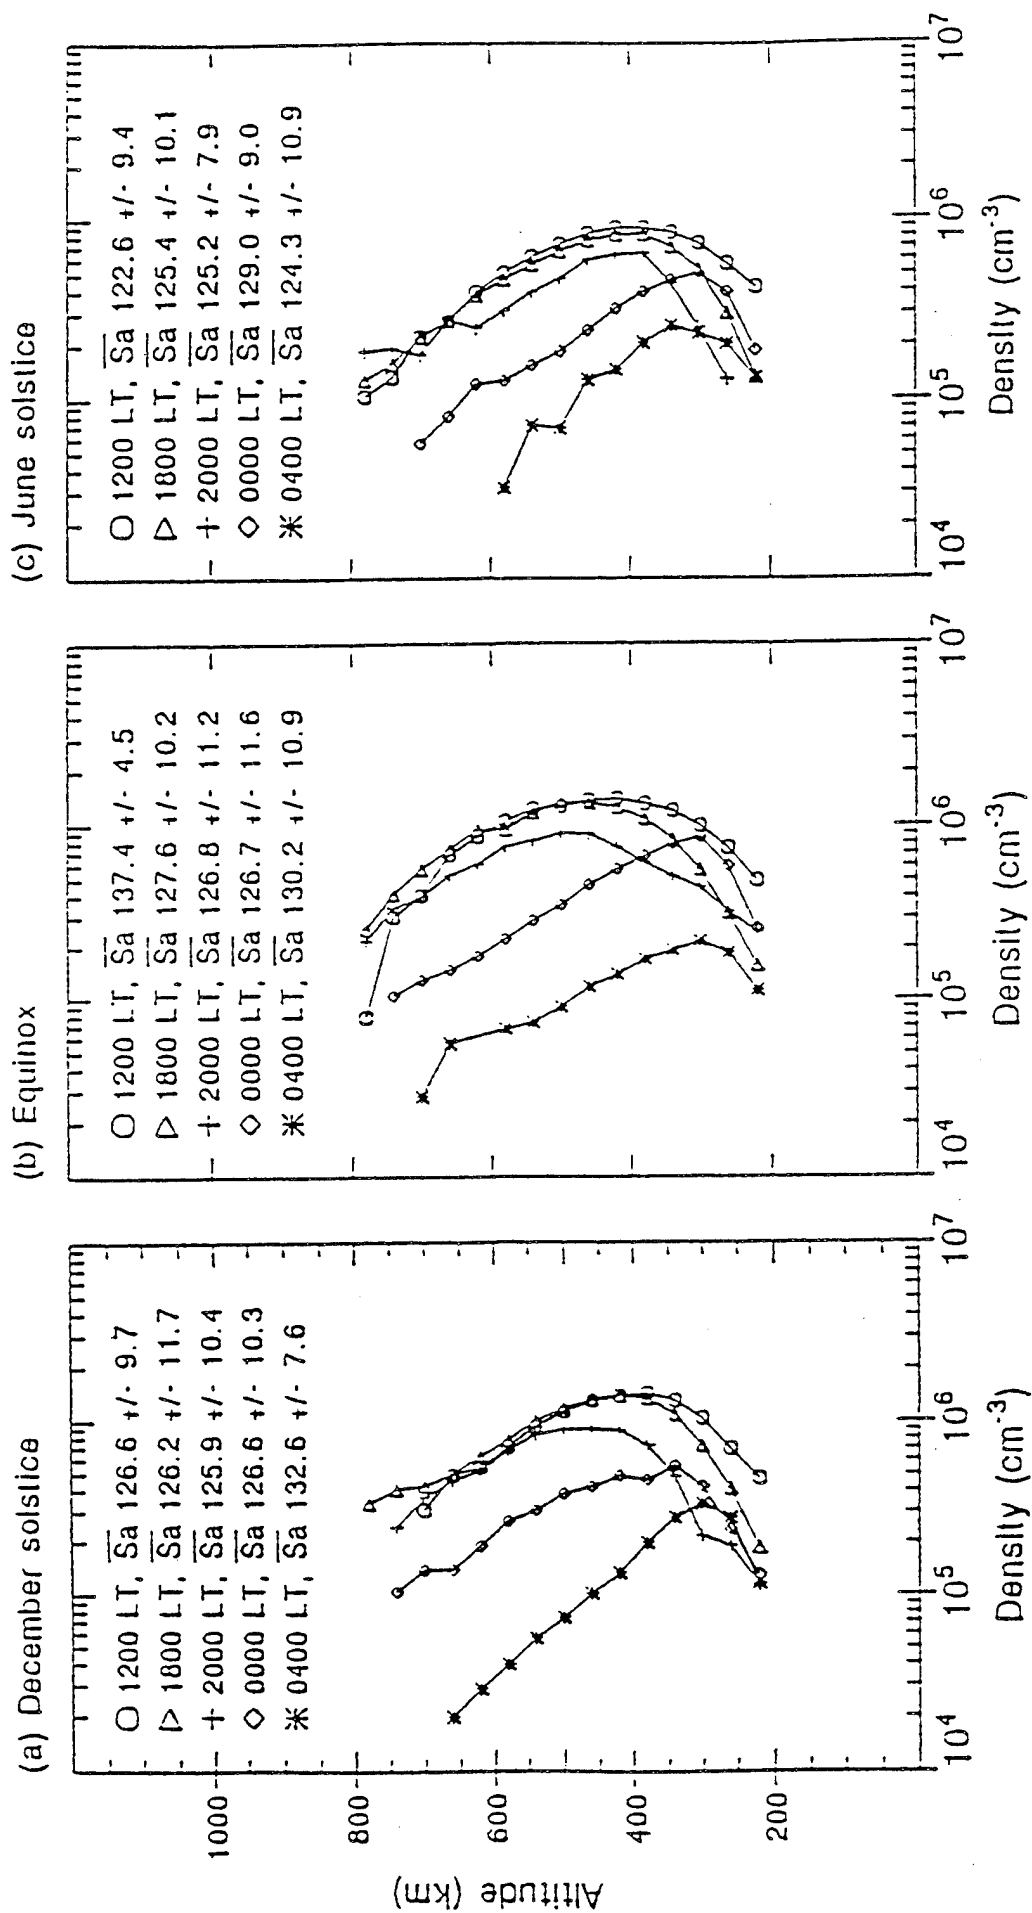 (a) December solstice
○ 1200 LT, S̅a̅ 126.6 +/- 9.7
△ 1800 LT, S̅a̅ 126.2 +/- 11.7
+ 2000 LT, S̅a̅ 125.9 +/- 10.4
◇ 0000 LT, S̅a̅ 126.6 +/- 10.3
✳ 0400 LT, S̅a̅ 132.6 +/- 7.6
Altitude (km)
1000
800
600
400
200
10⁴ 10⁵ 10⁶ 10⁷
Density (cm⁻³)
(b) Equinox
○ 1200 LT, S̅a̅ 137.4 +/- 4.5
△ 1800 LT, S̅a̅ 127.6 +/- 10.2
+ 2000 LT, S̅a̅ 126.8 +/- 11.2
◇ 0000 LT, S̅a̅ 126.7 +/- 11.6
✳ 0400 LT, S̅a̅ 130.2 +/- 10.9
10⁴ 10⁵ 10⁶ 10⁷
Density (cm⁻³)
(c) June solstice
○ 1200 LT, S̅a̅ 122.6 +/- 9.4
△ 1800 LT, S̅a̅ 125.4 +/- 10.1
+ 2000 LT, S̅a̅ 125.2 +/- 7.9
◇ 0000 LT, S̅a̅ 129.0 +/- 9.0
✳ 0400 LT, S̅a̅ 124.3 +/- 10.9
10⁴ 10⁵ 10⁶ 10⁷
Density (cm⁻³)